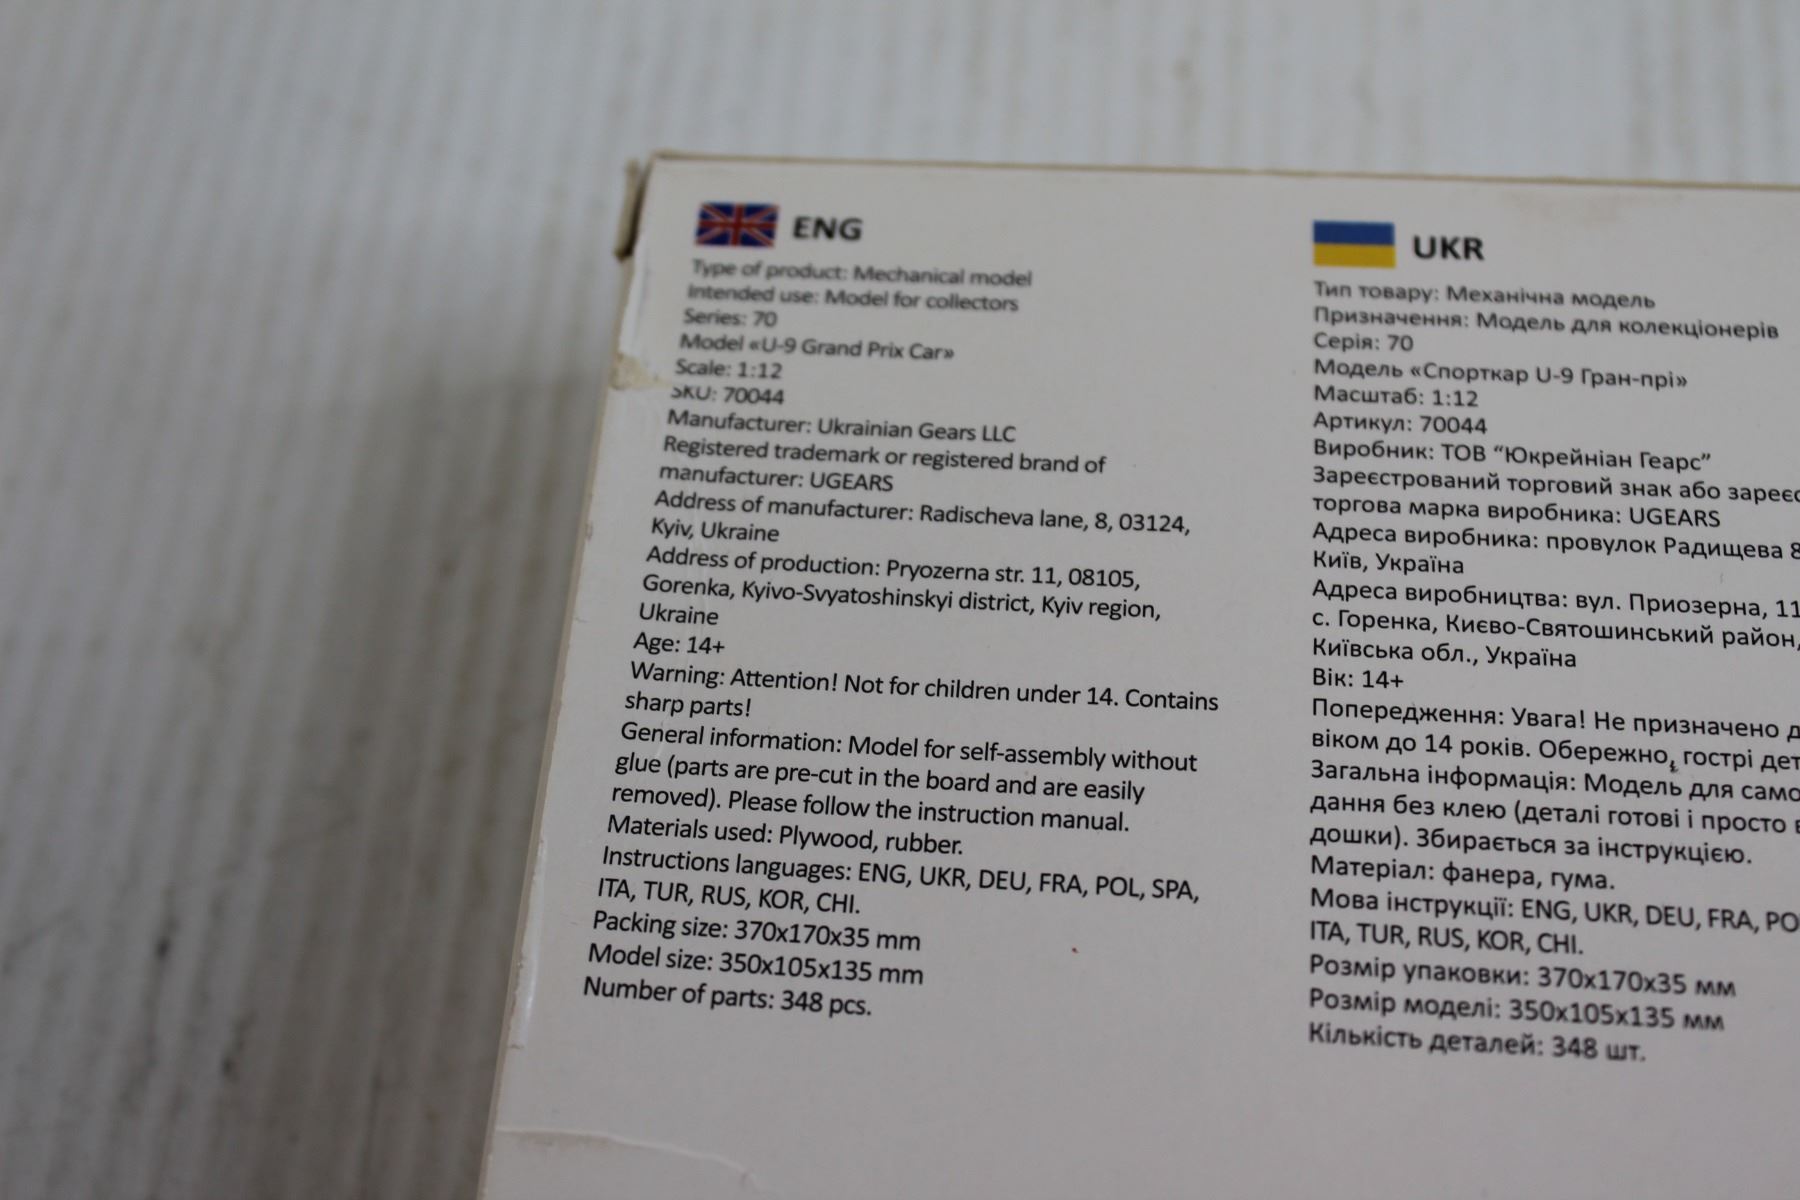 ENG
Type of product: Mechanical model
Intended use: Model for collectors
Series: 70
Model «U-9 Grand Prix Car»
Scale: 1:12
SKU: 70044
Manufacturer: Ukrainian Gears LLC
Registered trademark or registered brand of
manufacturer: UGEARS
Address of manufacturer: Radischeva lane, 8, 03124,
Kyiv, Ukraine
Address of production: Pryozerna str. 11, 08105,
Gorenka, Kyivo-Svyatoshinskyi district, Kyiv region,
Ukraine
Age: 14+
Warning: Attention! Not for children under 14. Contains
sharp parts!
General information: Model for self-assembly without
glue (parts are pre-cut in the board and are easily
removed). Please follow the instruction manual.
Materials used: Plywood, rubber.
Instructions languages: ENG, UKR, DEU, FRA, POL, SPA,
ITA, TUR, RUS, KOR, CHI.
Packing size: 370x170x35 mm
Model size: 350x105x135 mm
Number of parts: 348 pcs.
UKR
Тип товару: Механічна модель
Призначення: Модель для колекціонерів
Серія: 70
Модель «Спорткар U-9 Гран-прі»
Масштаб: 1:12
Артикул: 70044
Виробник: ТОВ “Юкрейніан Геарс”
Зареєстрований торговий знак або
торгова марка виробника: UGEARS
Адреса виробника: провулок Радищева 8
Київ, Україна
Адреса виробництва: вул. Приозерна, 11
с. Горенка, Києво-Святошинський район,
Київська обл., Україна
Вік: 14+
Попередження: Увага! Не призначено
віком до 14 років. Обережно, гострі
Загальна інформація: Модель для само
дання без клею (деталі готові і просто
дошки). Збирається за інструкцією.
Матеріал: фанера, гума.
Мова інструкції: ENG, UKR, DEU, FRA, PO
ITA, TUR, RUS, KOR, CHI.
Розмір упаковки: 370x170x35 мм
Розмір моделі: 350x105x135 мм
Кількість деталей: 348 шт.